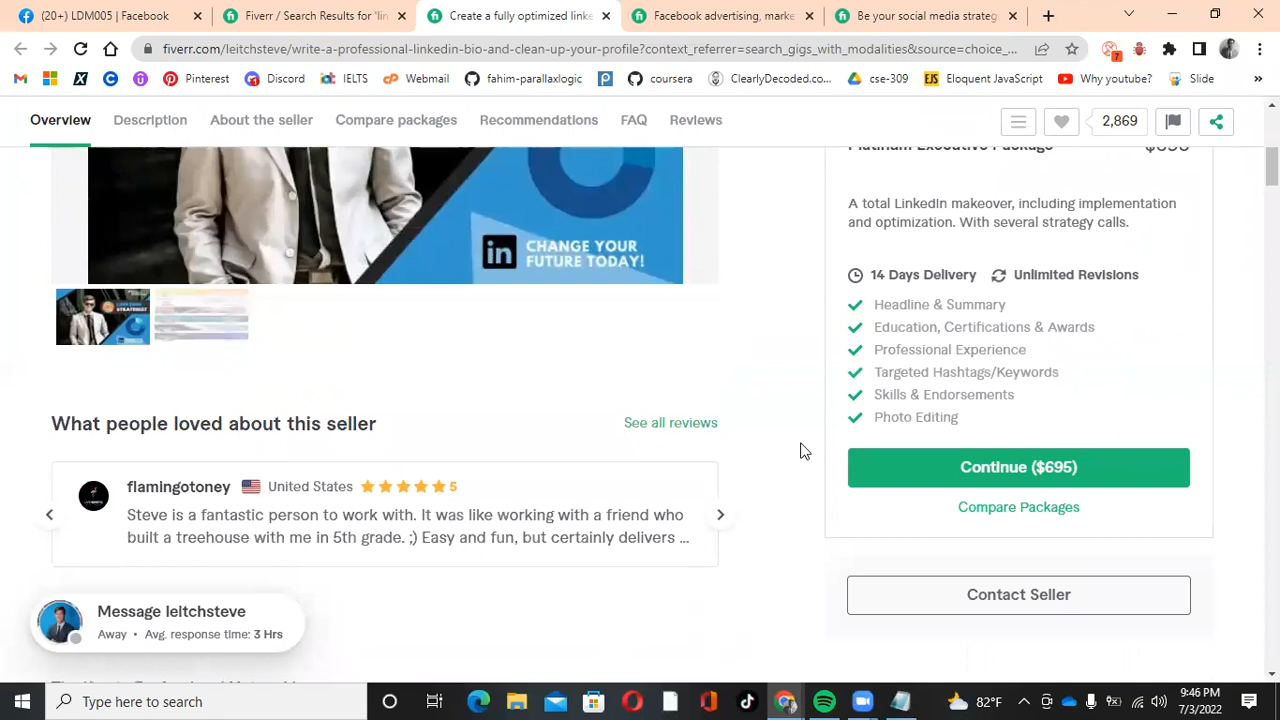 (20+) LDM005 | Facebook
Fiverr / Search Results for 'lin
Create a fully optimized linke
Facebook advertising, marke
Be your social media strateg
fiverr.com/leitchsteve/write-a-professional-linkedin-bio-and-clean-up-your-profile?context_referrer=search_gigs_with_modalities&source=choice_...
7
Pinterest
Discord
IELTS
Webmail
fahim-parallaxlogic
coursera
ClearlyDecoded.co...
cse-309
EJS
Eloquent JavaScript
Why youtube?
Slide
Overview
Description
About the seller
Compare packages
Recommendations
FAQ
Reviews
2,869
Platinum Executive Package
in CHANGE YOUR
FUTURE TODAY!
A total LinkedIn makeover, including implementation
and optimization. With several strategy calls.
14 Days Delivery
Unlimited Revisions
Headline & Summary
Education, Certifications & Awards
Professional Experience
Targeted Hashtags/Keywords
Skills & Endorsements
Photo Editing
Continue ($695)
Compare Packages
Contact Seller
What people loved about this seller
See all reviews
flamingotoney
United States
5
Steve is a fantastic person to work with. It was like working with a friend who
built a treehouse with me in 5th grade. ;) Easy and fun, but certainly delivers ...
Message leitchsteve
Away • Avg. response time: 3 Hrs
Type here to search
82°F
9:46 PM
7/3/2022